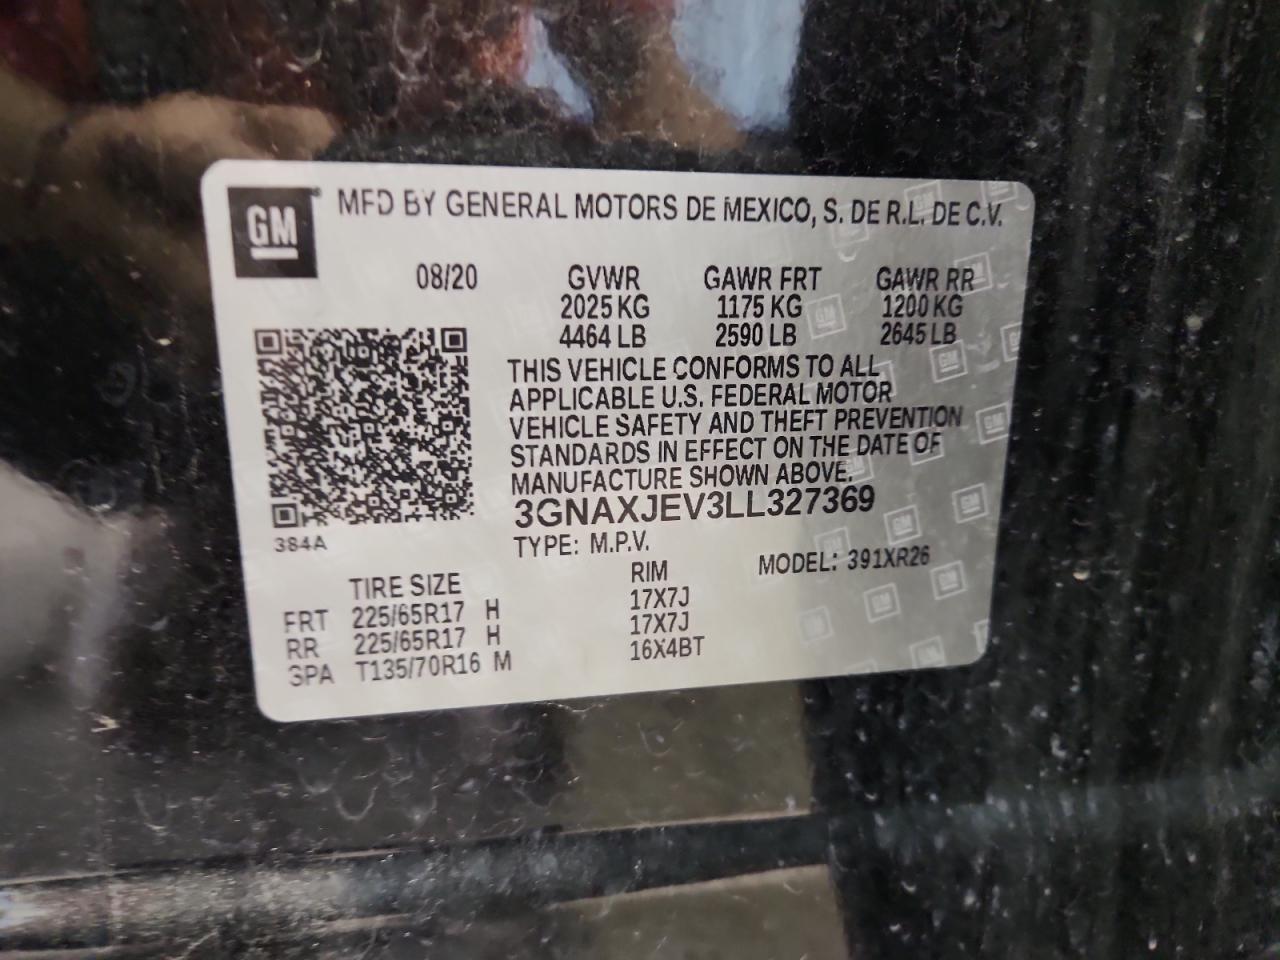 GM ® MFD BY GENERAL MOTORS DE MEXICO, S. DE R.L. DE C.V.
08/20 GVWR GAWR FRT GAWR RR
2025 KG 1175 KG 1200 KG
4464 LB 2590 LB 2645 LB
THIS VEHICLE CONFORMS TO ALL
APPLICABLE U.S. FEDERAL MOTOR
VEHICLE SAFETY AND THEFT PREVENTION
STANDARDS IN EFFECT ON THE DATE OF
MANUFACTURE SHOWN ABOVE.
3GNAXJEV3LL327369
384A
TYPE: M.P.V. MODEL: 391XR26
TIRE SIZE RIM
FRT 225/65R17 H 17X7J
RR 225/65R17 H 17X7J
SPA T135/70R16 M 16X4BT